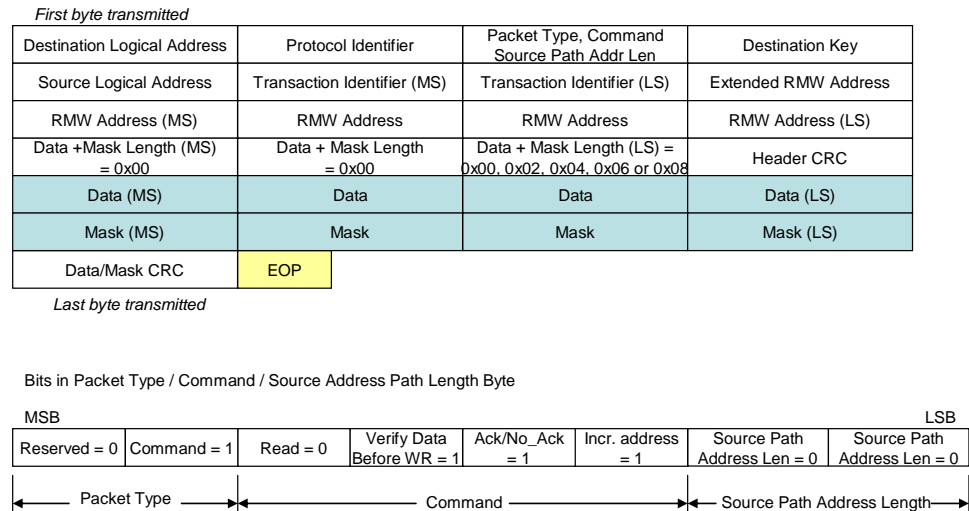 First byte transmitted
Destination Logical Address
Protocol Identifier
Packet Type, Command
Source Path Addr Len
Destination Key
Source Logical Address
Transaction Identifier (MS)
Transaction Identifier (LS)
Extended RMW Address
RMW Address (MS)
RMW Address
RMW Address
RMW Address (LS)
Data +Mask Length (MS)
= 0x00
Data + Mask Length
= 0x00
Data + Mask Length (LS) =
0x00, 0x02, 0x04, 0x06 or 0x08
Header CRC
Data (MS)
Data
Data
Data (LS)
Mask (MS)
Mask
Mask
Mask (LS)
Data/Mask CRC
EOP
Last byte transmitted
Bits in Packet Type / Command / Source Address Path Length Byte
MSB
LSB
Reserved = 0
Command = 1
Read = 0
Verify Data
Before WR = 1
Ack/No_Ack
= 1
Incr. address
= 1
Source Path
Address Len = 0
Source Path
Address Len = 0
Packet Type
Command
Source Path Address Length